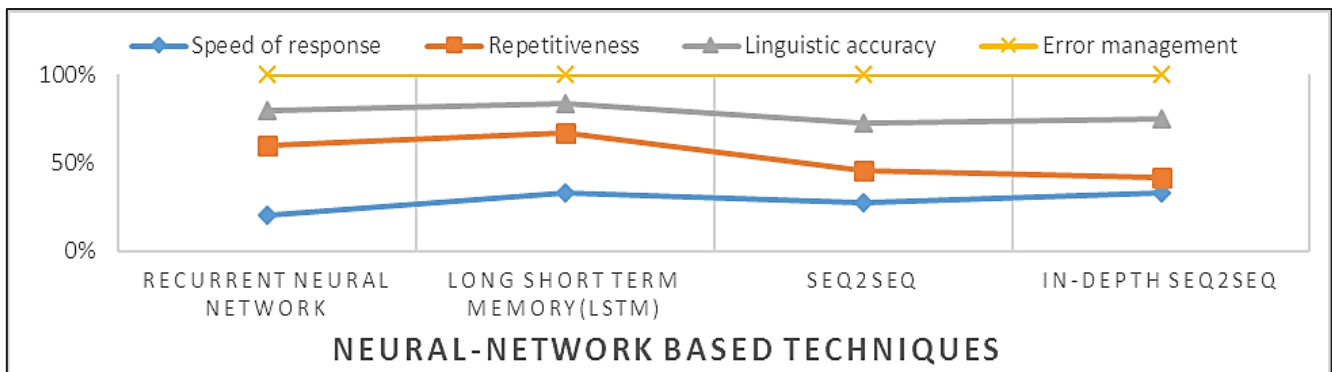 Speed of response Repetitiveness Linguistic accuracy Error management
100%
50%
0%
RECURRENT NEURAL NETWORK
LONG SHORT TERM MEMORY(LSTM)
SEQ2SEQ
IN-DEPTH SEQ2SEQ
NEURAL-NETWORK BASED TECHNIQUES